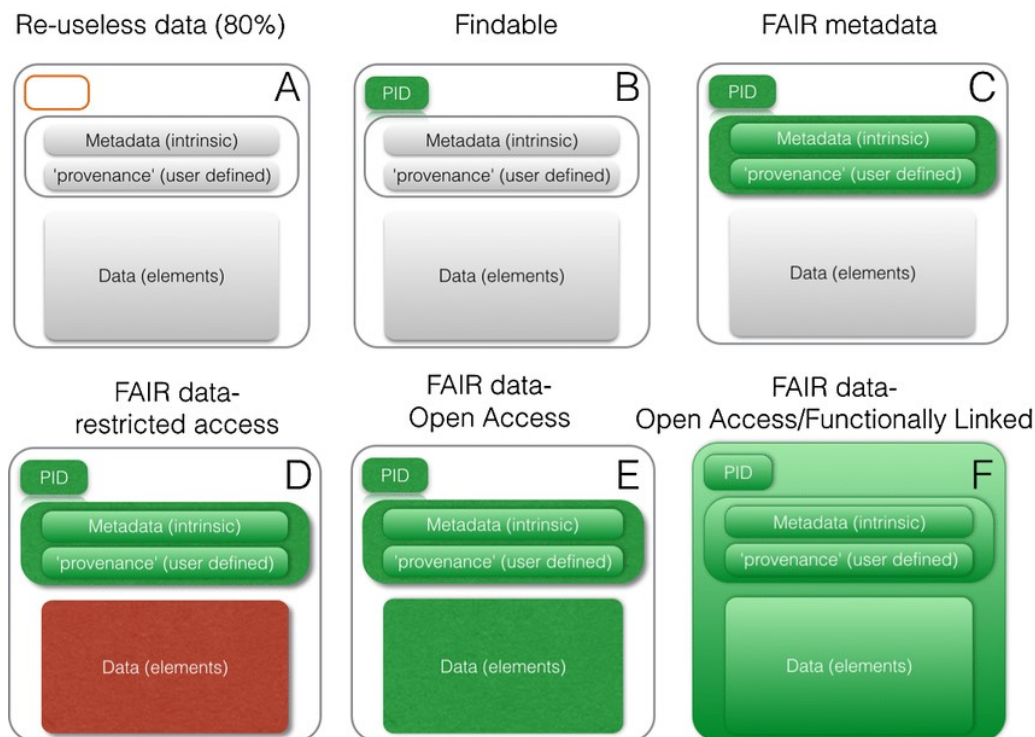 Re-useless data (80%)
Findable
FAIR metadata
A
Metadata (intrinsic)
'provenance' (user defined)
Data (elements)
PID
B
Metadata (intrinsic)
'provenance' (user defined)
Data (elements)
PID
C
Metadata (intrinsic)
'provenance' (user defined)
Data (elements)
FAIR data-
restricted access
FAIR data-
Open Access
FAIR data-
Open Access/Functionally Linked
PID
D
Metadata (intrinsic)
'provenance' (user defined)
Data (elements)
PID
E
Metadata (intrinsic)
'provenance' (user defined)
Data (elements)
PID
F
Metadata (intrinsic)
'provenance' (user defined)
Data (elements)